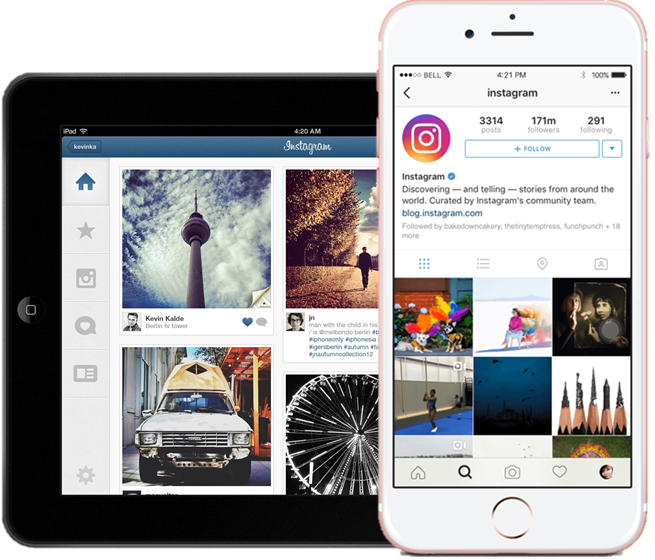 iPad
4:20 AM
kevinka
Instagram
Kevin Kalde
Berlin tv tower
jn
man with the child in his
/ is @melbondo berlin
#iphoneonly #iphonesia
#igersberlin #autumn
#jnautumncollection12
BELL
4:21 PM
100%
instagram
3314
171m
291
posts
followers
following
+ FOLLOW
Instagram
Discovering — and telling — stories from around the
world. Curated by Instagram's community team.
blog.instagram.com
Followed by bakedowncakery, thetinytemptress, funchpunch + 18
more